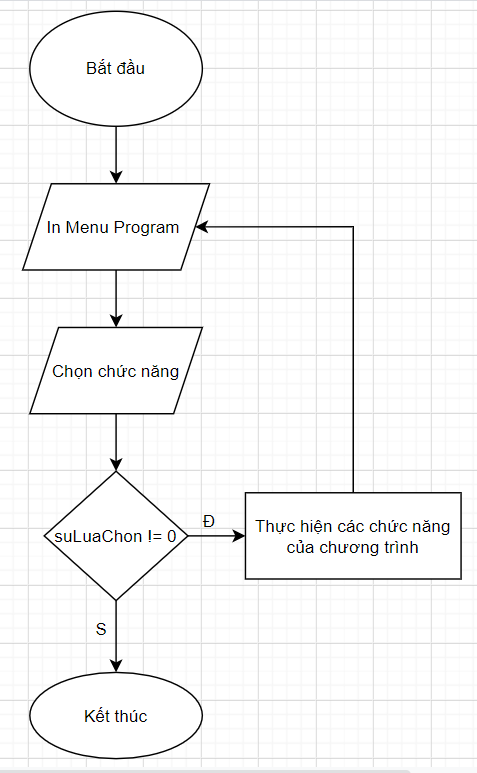 Bắt đầu
In Menu Program
Chọn chức năng
suLuaChon != 0
Đ
Thực hiện các chức năng
của chương trình
S
Kết thúc